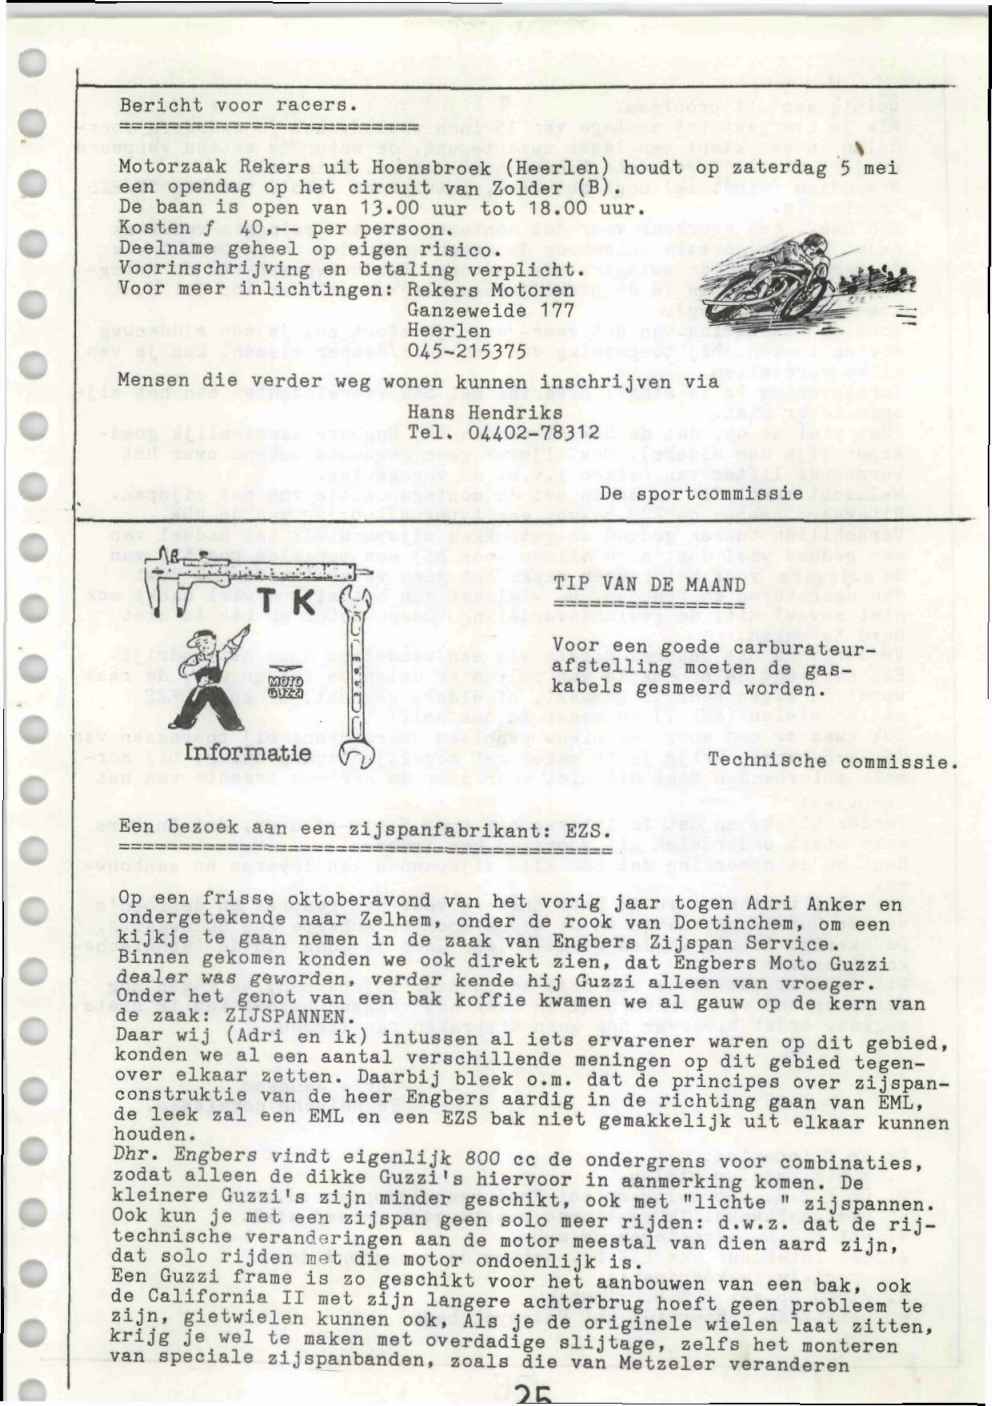 Bericht voor racers.
Motorzaak Rekers uit Hoensbroek (Heerlen) houdt op zaterdag 5 mei
een opendag op het circuit van Zolder (B).
De baan is open van 13.00 uur tot 18.00 uur.
Kosten ƒ 40,-- per persoon.
Deelname geheel op eigen risico.
Voorinschrijving en betaling verplicht.
Voor meer inlichtingen: Rekers Motoren
Ganzeweide 177
Heerlen
045-215375
Mensen die verder weg wonen kunnen inschrijven via
Hans Hendriks
Tel. 04402-78312
De sportcommissie
TK
MOTO
GUZZI
Informatie
TIP VAN DE MAAND
Voor een goede carburateur-
afstelling moeten de gas-
kabels gesmeerd worden.
Technische commissie.
Een bezoek aan een zijspanfabrikant: EZS.
Op een frisse oktoberavond van het vorig jaar togen Adri Anker en
ondergetekende naar Zelhem, onder de rook van Doetinchem, om een
kijkje te gaan nemen in de zaak van Engbers Zijspan Service.
Binnen gekomen konden we ook direkt zien, dat Engbers Moto Guzzi
dealer was geworden, verder kende hij Guzzi alleen van vroeger.
Onder het genot van een bak koffie kwamen we al gauw op de kern van
de zaak: ZIJSPANNEN.
Daar wij (Adri en ik) intussen al iets ervarener waren op dit gebied,
konden we al een aantal verschillende meningen op dit gebied tegen-
over elkaar zetten. Daarbij bleek o.m. dat de principes over zijspan-
construktie van de heer Engbers aardig in de richting gaan van EML,
de leek zal een EML en een EZS bak niet gemakkelijk uit elkaar kunnen
houden.
Dhr. Engbers vindt eigenlijk 800 cc de ondergrens voor combinaties,
zodat alleen de dikke Guzzi's hiervoor in aanmerking komen. De
kleinere Guzzi's zijn minder geschikt, ook met "lichte " zijspannen.
Ook kun je met een zijspan geen solo meer rijden: d.w.z. dat de rij-
technische veranderingen aan de motor meestal van dien aard zijn,
dat solo rijden met die motor ondoenlijk is.
Een Guzzi frame is zo geschikt voor het aanbouwen van een bak, ook
de California II met zijn langere achterbrug hoeft geen probleem te
zijn, gietwielen kunnen ook, Als je de originele wielen laat zitten,
krijg je wel te maken met overdadige slijtage, zelfs het monteren
van speciale zijspanbanden, zoals die van Metzeler veranderen
25